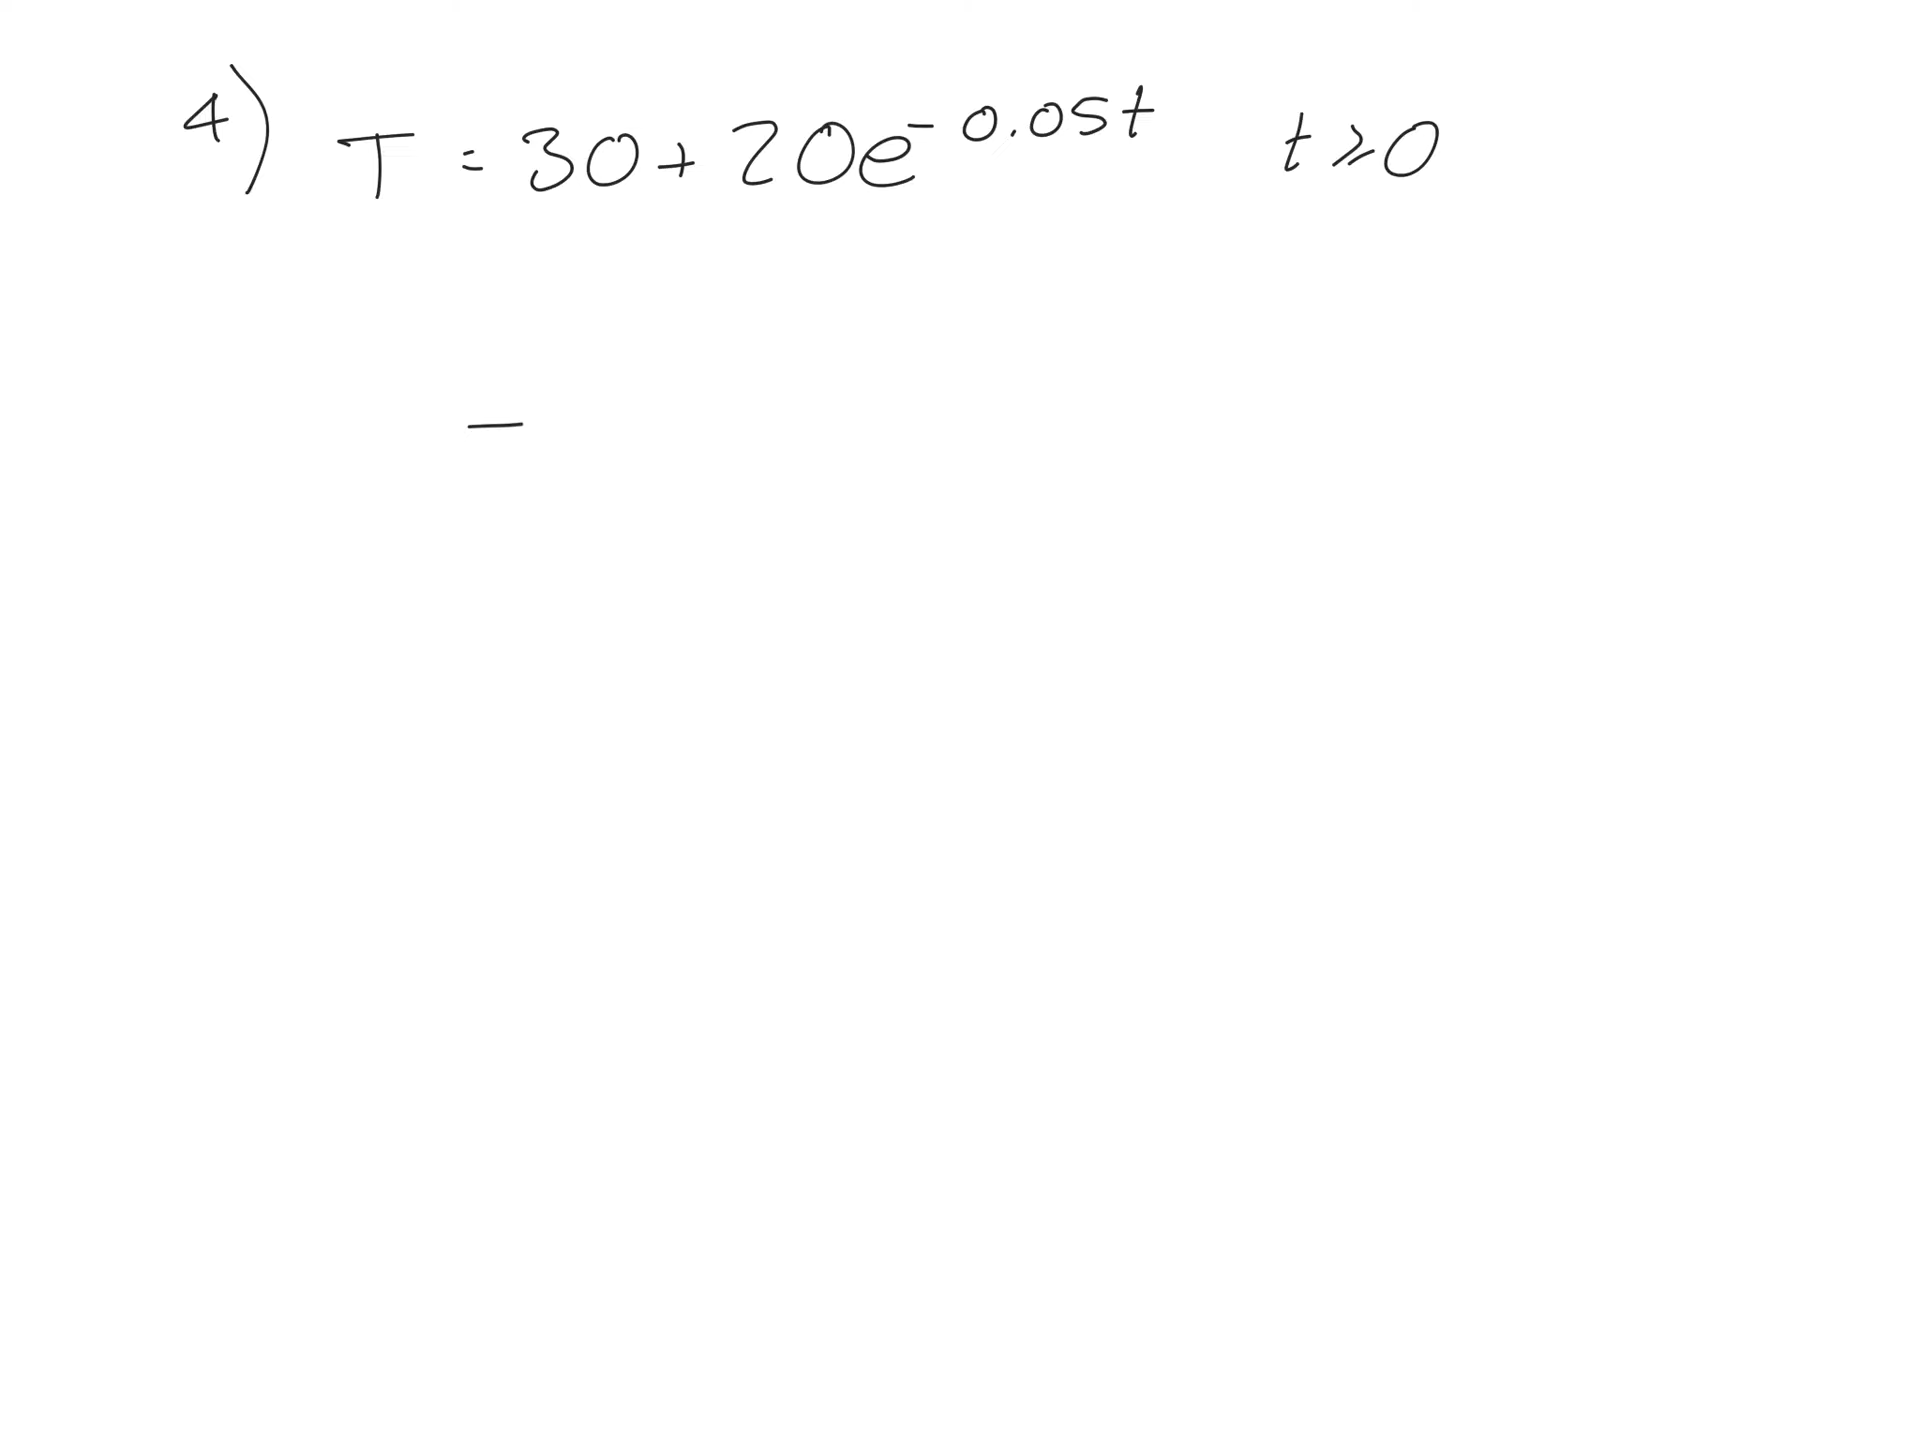 4) T = 30 + 20e^{-0.05t} t ⩾ 0
—